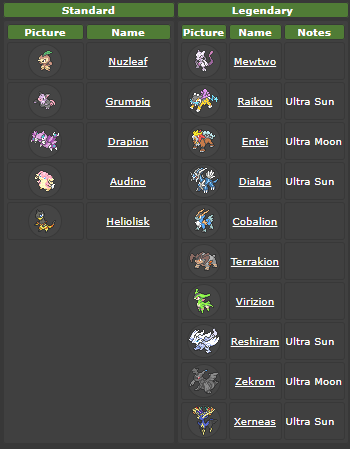 Standard
Picture Name
Nuzleaf
Grumpig
Drapion
Audino
Heliolisk
Legendary
Picture Name Notes
Mewtwo
Raikou Ultra Sun
Entei Ultra Moon
Dialga Ultra Sun
Cobalion
Terrakion
Virizion
Reshiram Ultra Sun
Zekrom Ultra Moon
Xerneas Ultra Sun